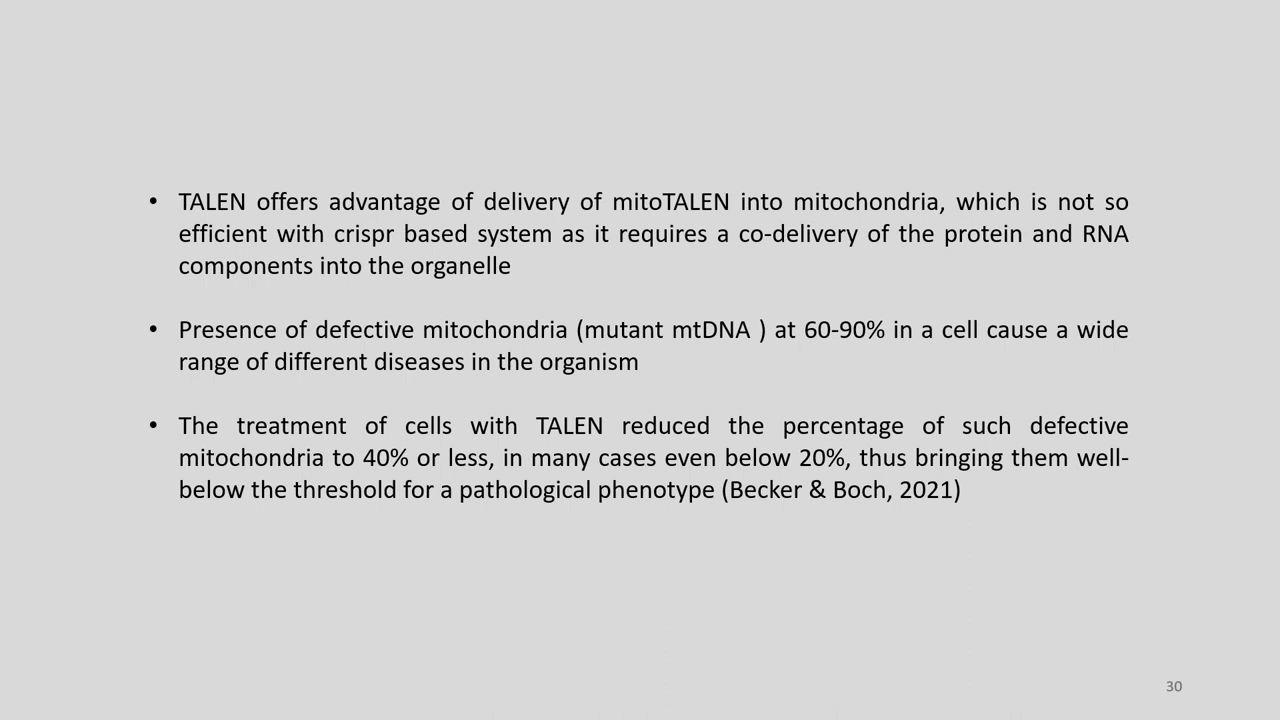 • TALEN offers advantage of delivery of mitoTALEN into mitochondria, which is not so
efficient with crispr based system as it requires a co-delivery of the protein and RNA
components into the organelle
• Presence of defective mitochondria (mutant mtDNA ) at 60-90% in a cell cause a wide
range of different diseases in the organism
• The treatment of cells with TALEN reduced the percentage of such defective
mitochondria to 40% or less, in many cases even below 20%, thus bringing them well-
below the threshold for a pathological phenotype (Becker & Boch, 2021)
30